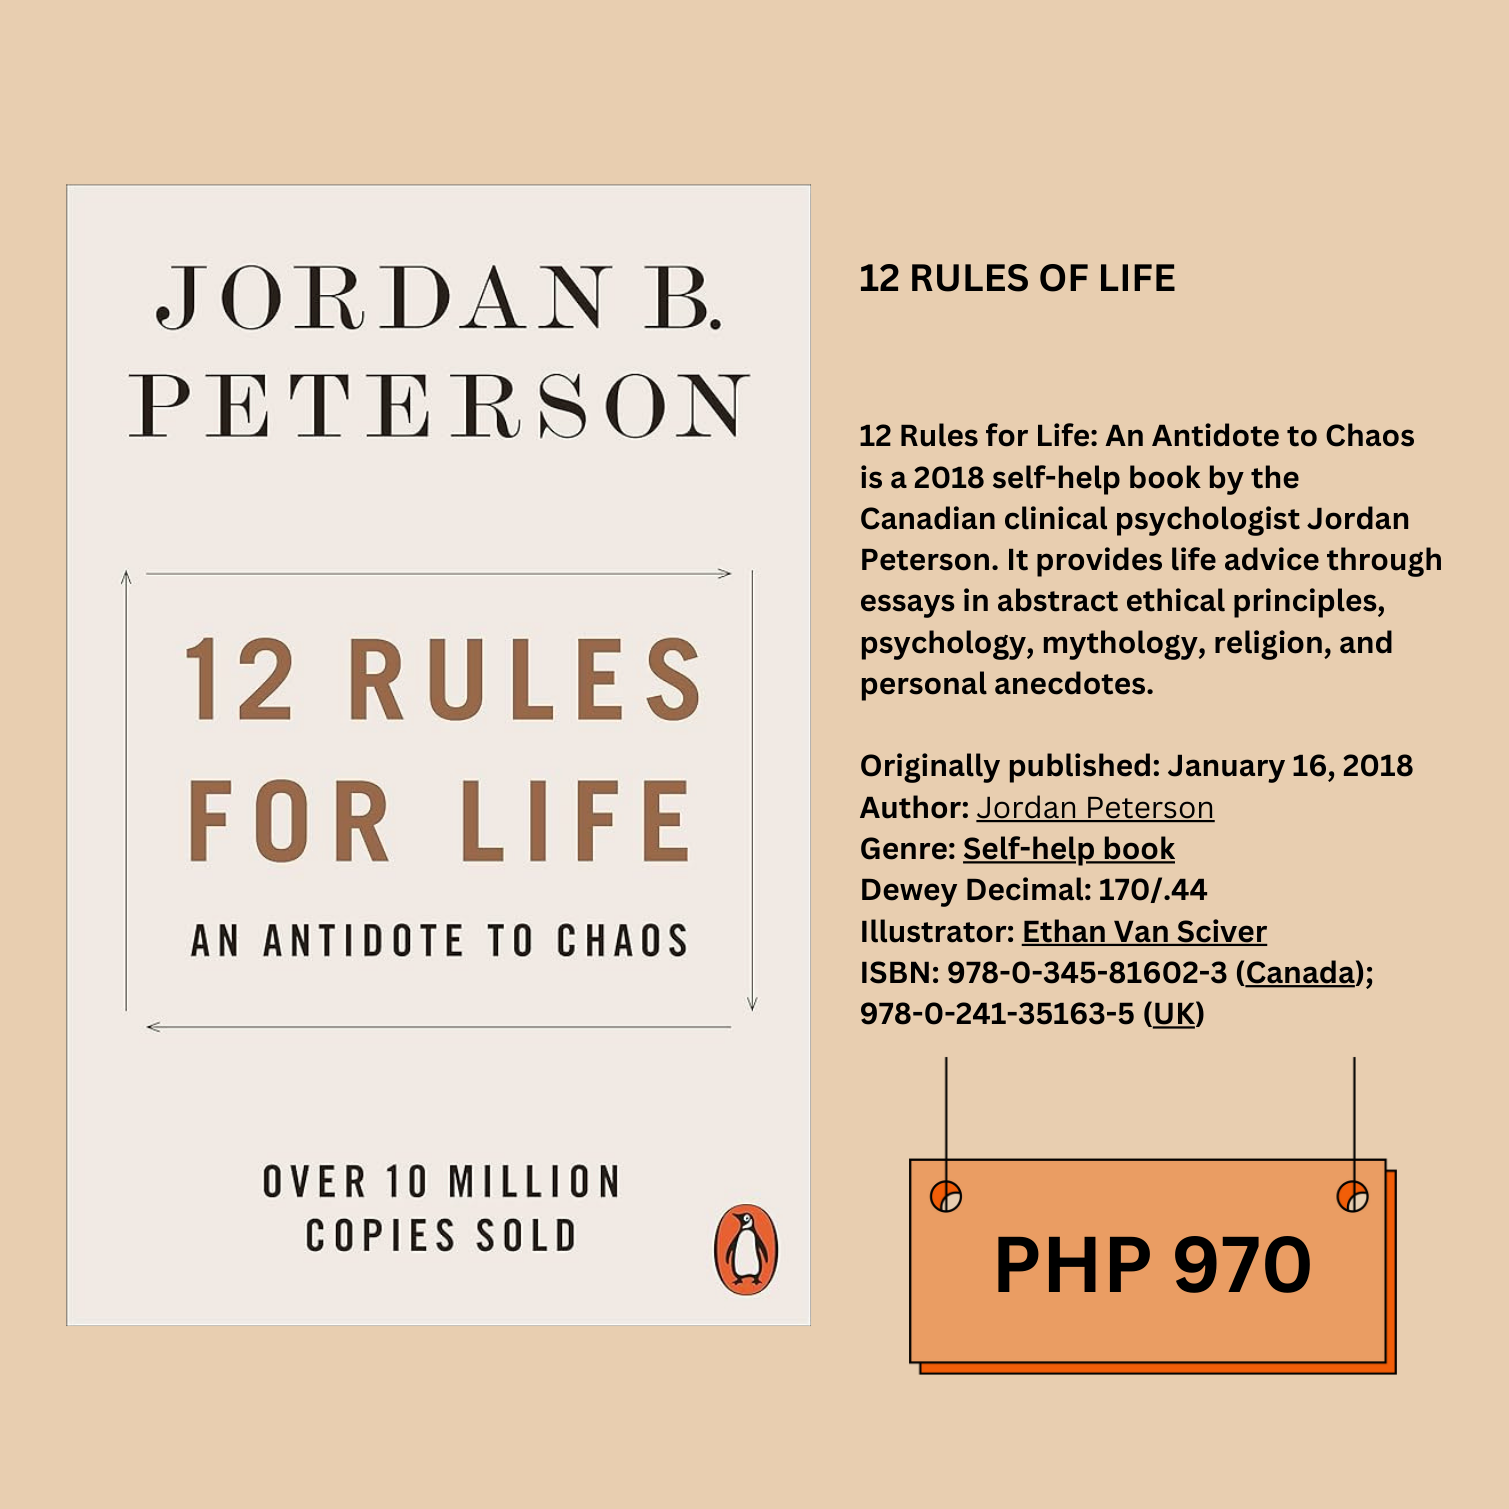 JORDAN B.
PETERSON
12 RULES
FOR LIFE
AN ANTIDOTE TO CHAOS
OVER 10 MILLION
COPIES SOLD
12 RULES OF LIFE
12 Rules for Life: An Antidote to Chaos
is a 2018 self-help book by the
Canadian clinical psychologist Jordan
Peterson. It provides life advice through
essays in abstract ethical principles,
psychology, mythology, religion, and
personal anecdotes.
Originally published: January 16, 2018
Author: Jordan Peterson
Genre: Self-help book
Dewey Decimal: 170/.44
Illustrator: Ethan Van Sciver
ISBN: 978-0-345-81602-3 (Canada);
978-0-241-35163-5 (UK)
PHP 970